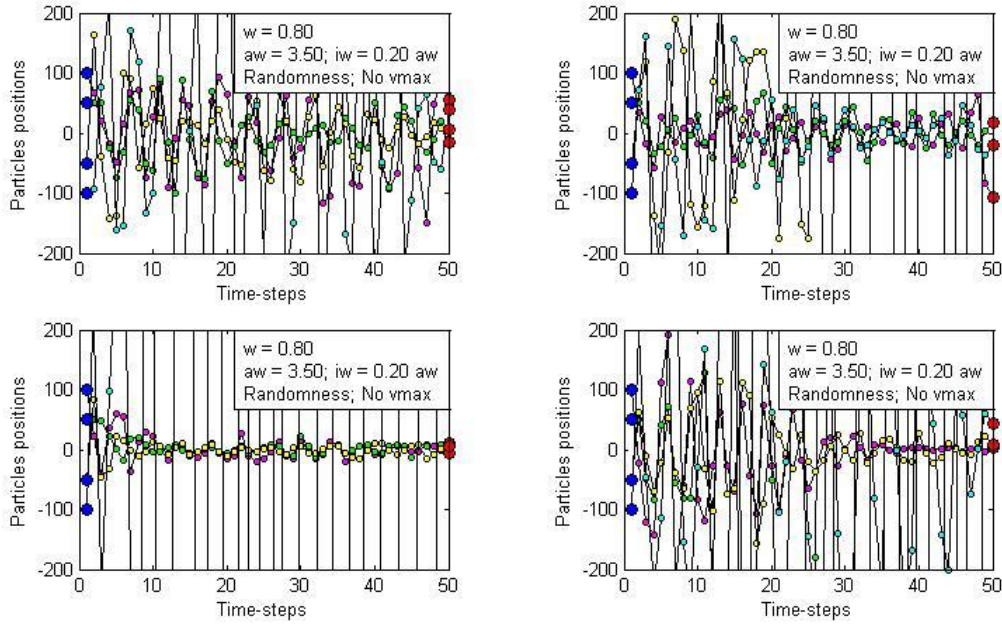 200
100
0
-100
-200
Particles positions
w = 0.80
aw = 3.50; iw = 0.20 aw
Randomness; No vmax
0 10 20 30 40 50
Time-steps
200
100
0
-100
-200
Particles positions
w = 0.80
aw = 3.50; iw = 0.20 aw
Randomness; No vmax
0 10 20 30 40 50
Time-steps
200
100
0
-100
-200
Particles positions
w = 0.80
aw = 3.50; iw = 0.20 aw
Randomness; No vmax
0 10 20 30 40 50
Time-steps
200
100
0
-100
-200
Particles positions
w = 0.80
aw = 3.50; iw = 0.20 aw
Randomness; No vmax
0 10 20 30 40 50
Time-steps